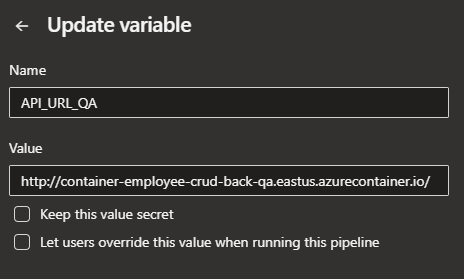 Update variable
Name
API_URL_QA
Value
http://container-employee-crud-back-qa.eastus.azurecontainer.io/
Keep this value secret
Let users override this value when running this pipeline